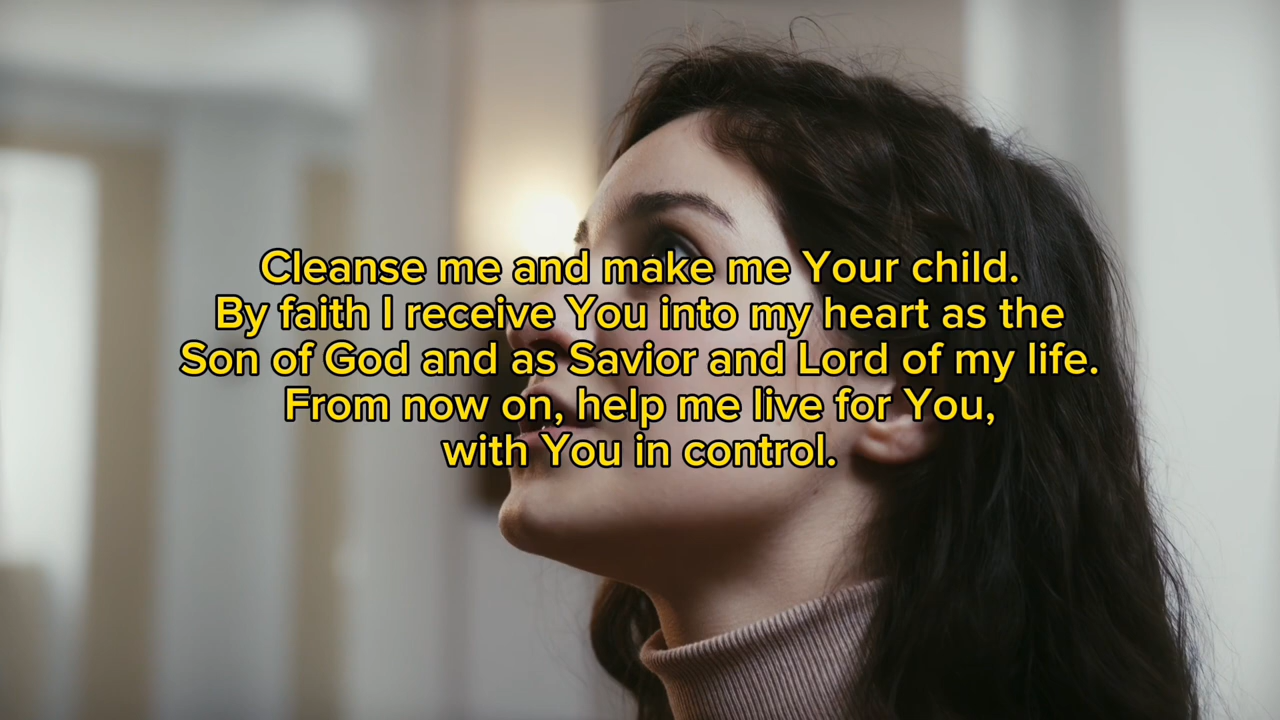 Cleanse me and make me Your child.
By faith I receive You into my heart as the
Son of God and as Savior and Lord of my life.
From now on, help me live for You,
with You in control.